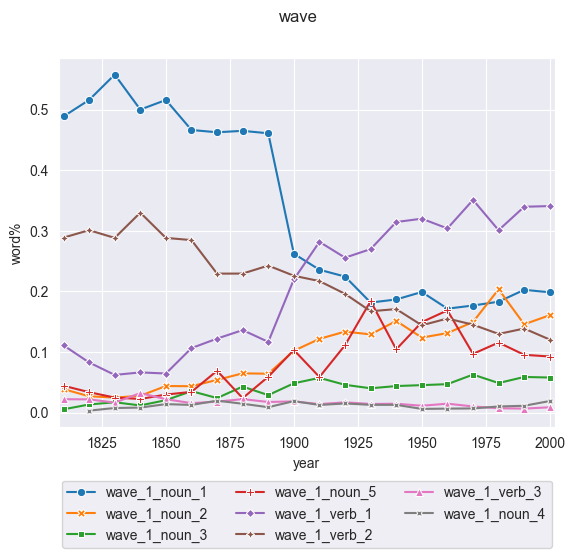 wave
0.5
0.4
0.3
0.2
0.1
0.0
word%
1825 1850 1875 1900 1925 1950 1975 2000
year
wave_1_noun_1 wave_1_noun_5 wave_1_verb_3
wave_1_noun_2 wave_1_verb_1 wave_1_noun_4
wave_1_noun_3 wave_1_verb_2